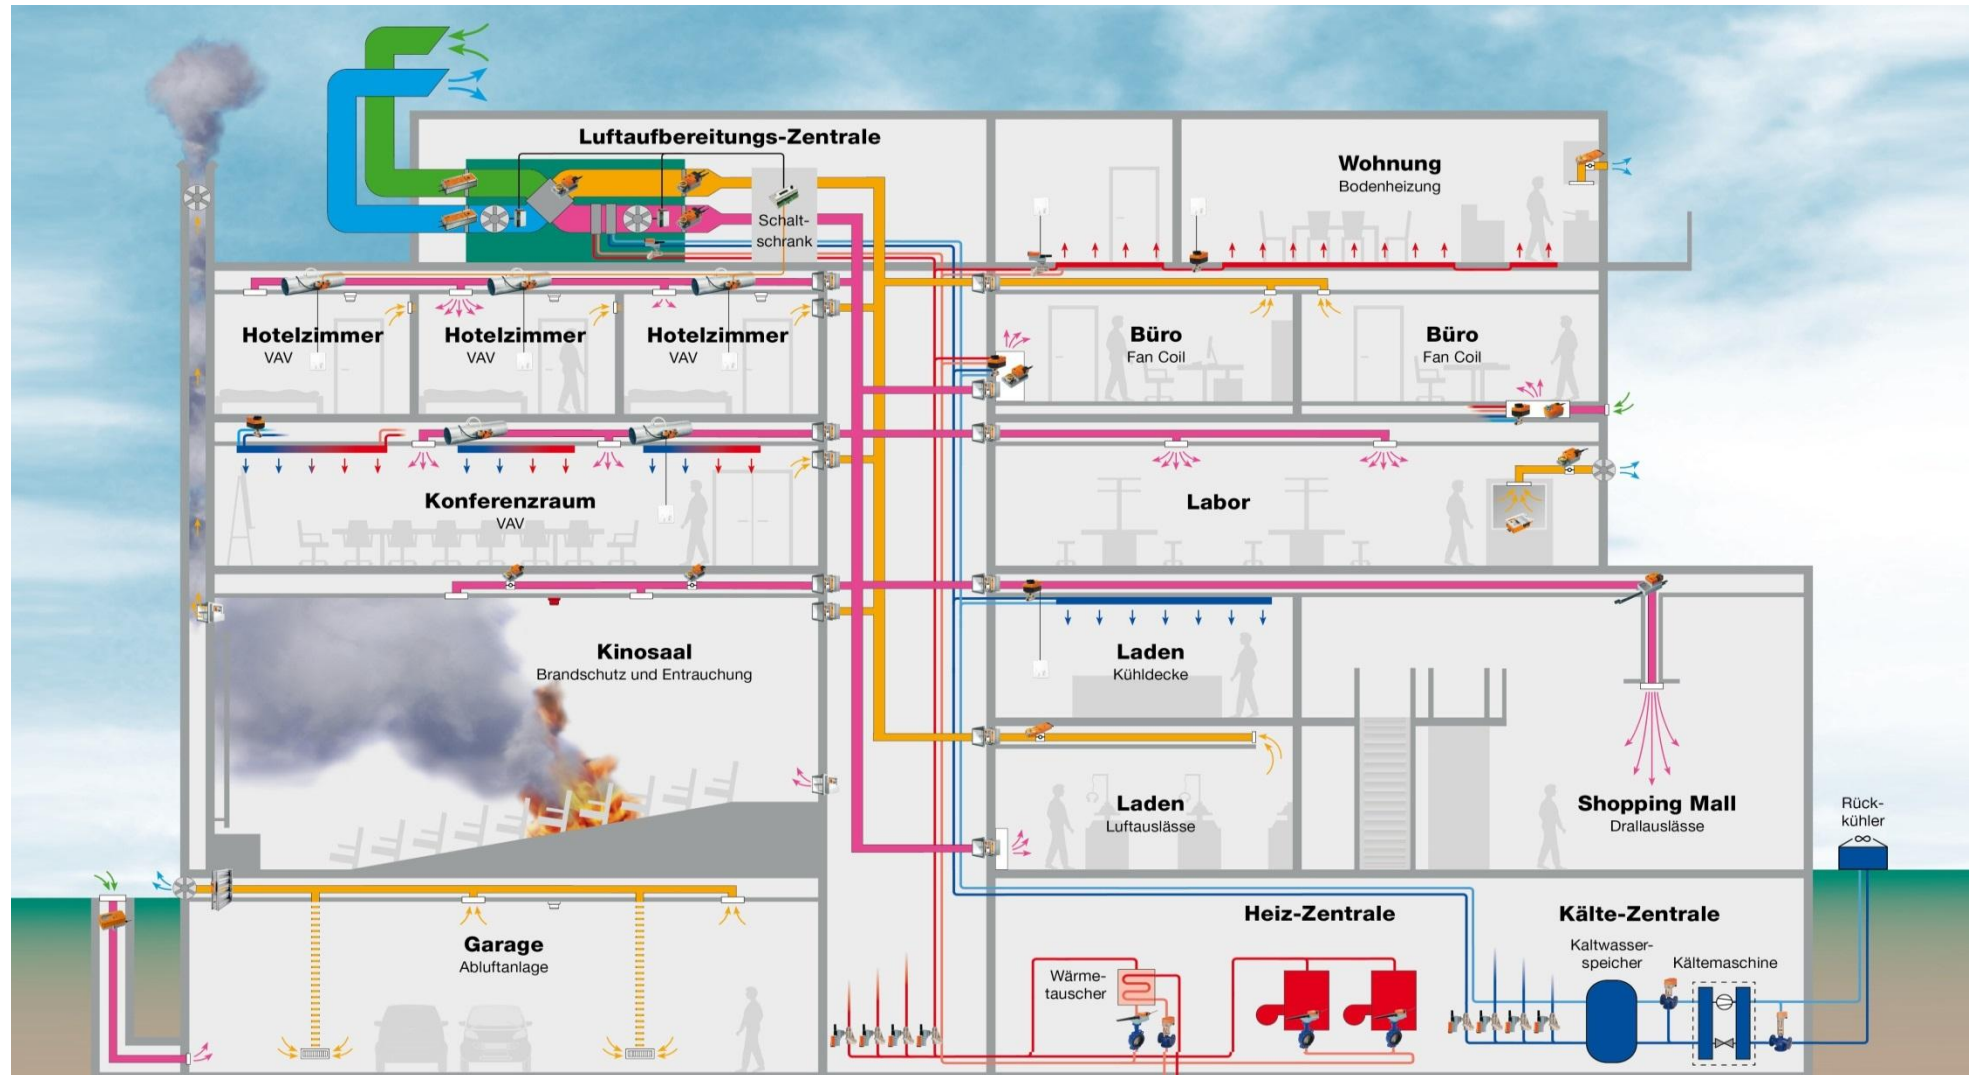 Luftaufbereitungs-Zentrale
Schalt-
schrank
Wohnung
Bodenheizung
Hotelzimmer
VAV
Hotelzimmer
VAV
Hotelzimmer
VAV
Büro
Fan Coil
Büro
Fan Coil
Konferenzraum
VAV
Labor
Kinosaal
Brandschutz und Entrauchung
Laden
Kühldecke
Laden
Luftauslässe
Shopping Mall
Drallauslässe
Rück-
kühler
Garage
Abluftanlage
Heiz-Zentrale
Wärme-
tauscher
Kälte-Zentrale
Kaltwasser-
speicher
Kältemaschine